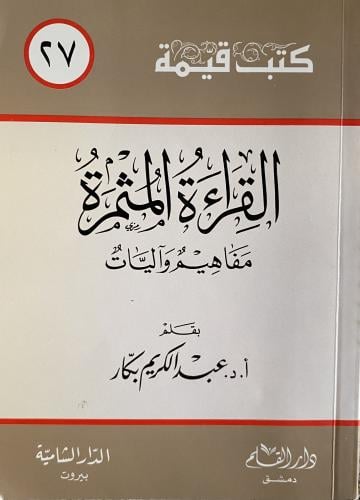 كتب قيمة
٢٧
القراءة المثمرة
مفاهيم وآليات
بقلم
أ.د. عبد الكريم بكار
دار القلم
دمشق
الدار الشامية
بيروت